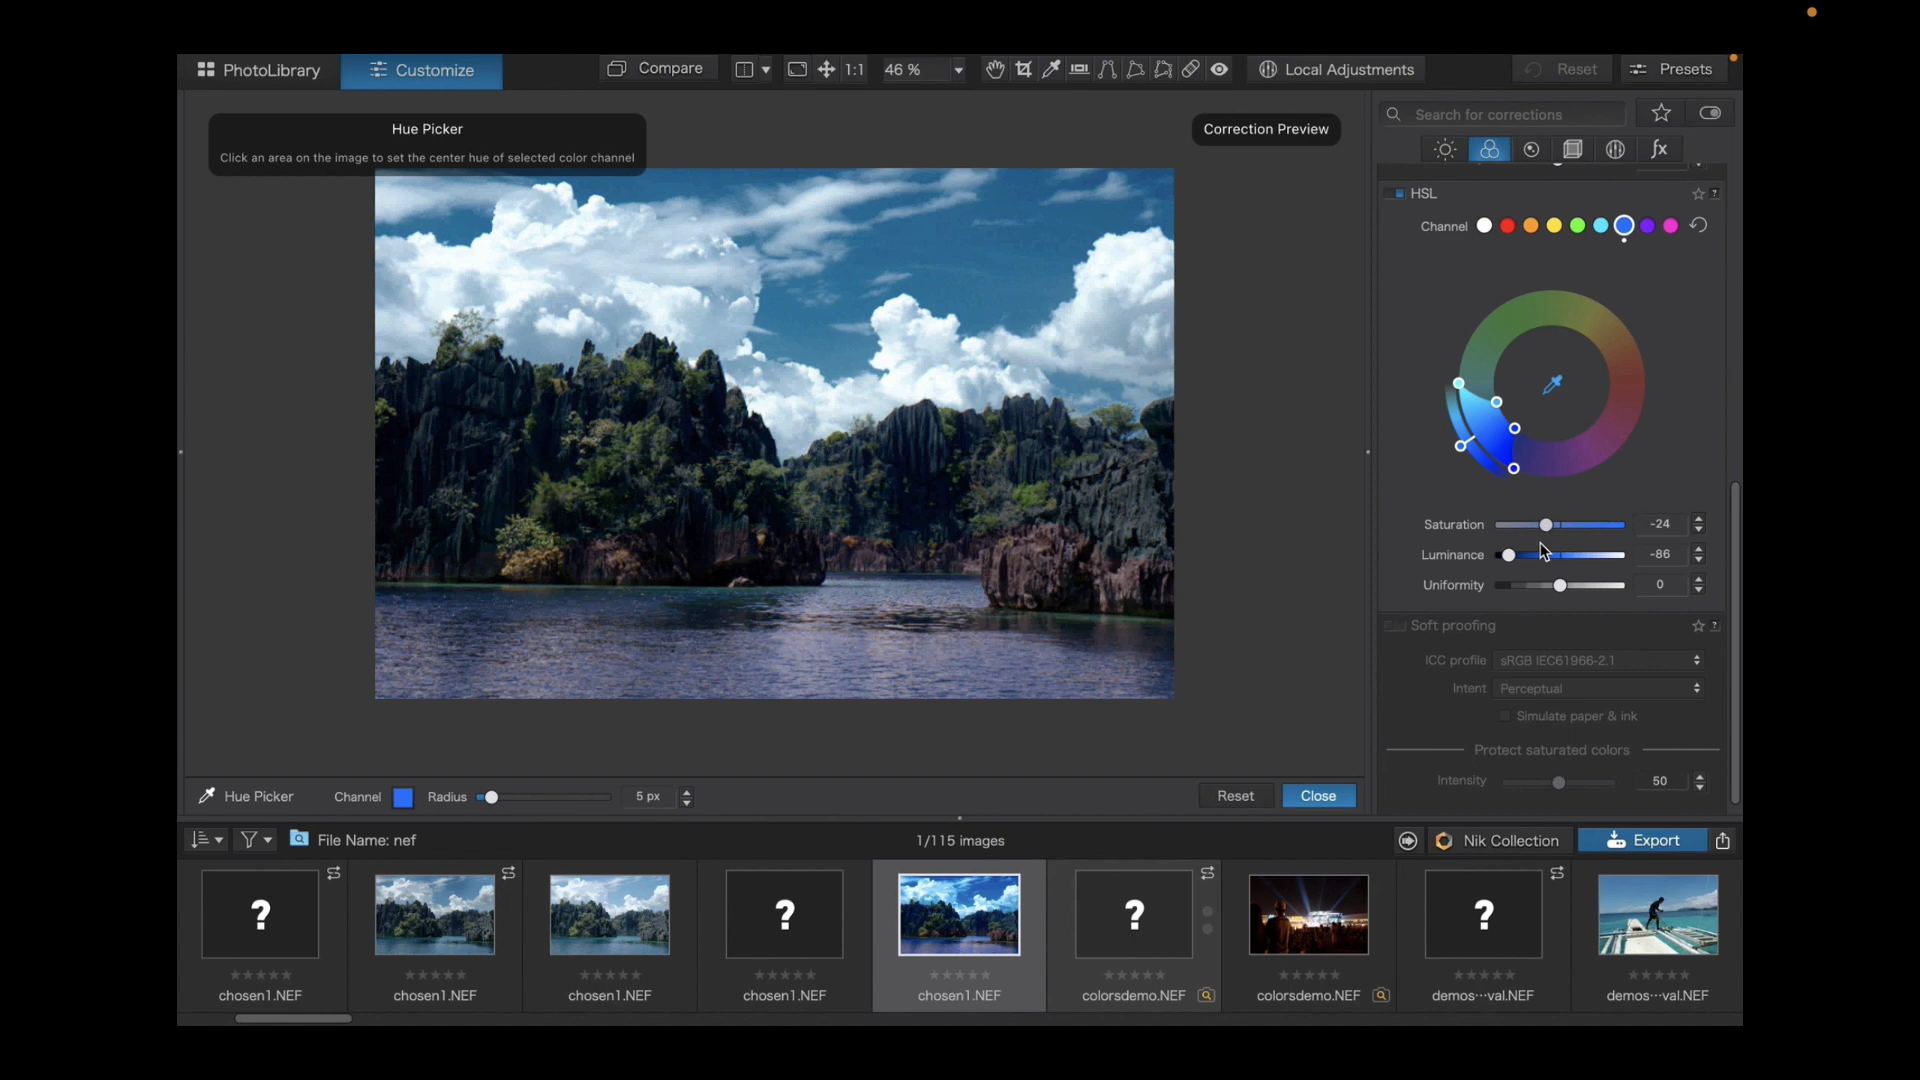 PhotoLibrary
Customize
Compare
1:1
46 %
Local Adjustments
Reset
Presets
Hue Picker
Click an area on the image to set the center hue of selected color channel
Correction Preview
Search for corrections
fx
HSL
?
Channel
Saturation
-24
Luminance
-86
Uniformity
0
Soft proofing
?
ICC profile
sRGB IEC61966-2.1
Intent
Perceptual
Simulate paper & ink
Protect saturated colors
Intensity
50
Hue Picker
Channel
Radius
5 px
Reset
Close
File Name: nef
1/115 images
Nik Collection
Export
?
?
?
?
chosen1.NEF
chosen1.NEF
chosen1.NEF
chosen1.NEF
chosen1.NEF
colorsdemo.NEF
colorsdemo.NEF
demos···val.NEF
demos···val.NEF